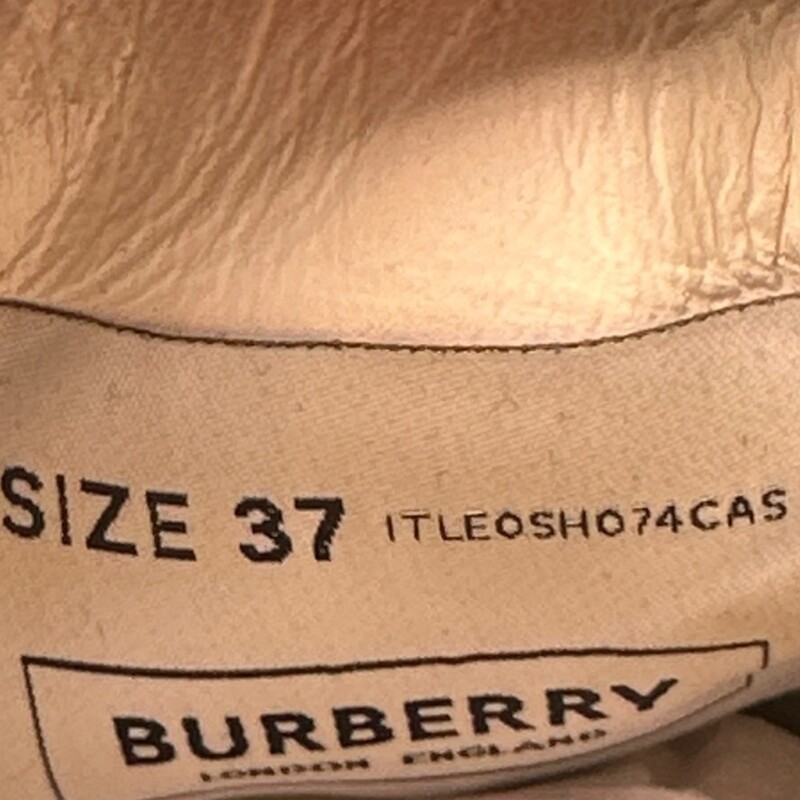 SIZE 37 ITLEOSHO74CAS
BURBERRY
LONDON ENGLAND